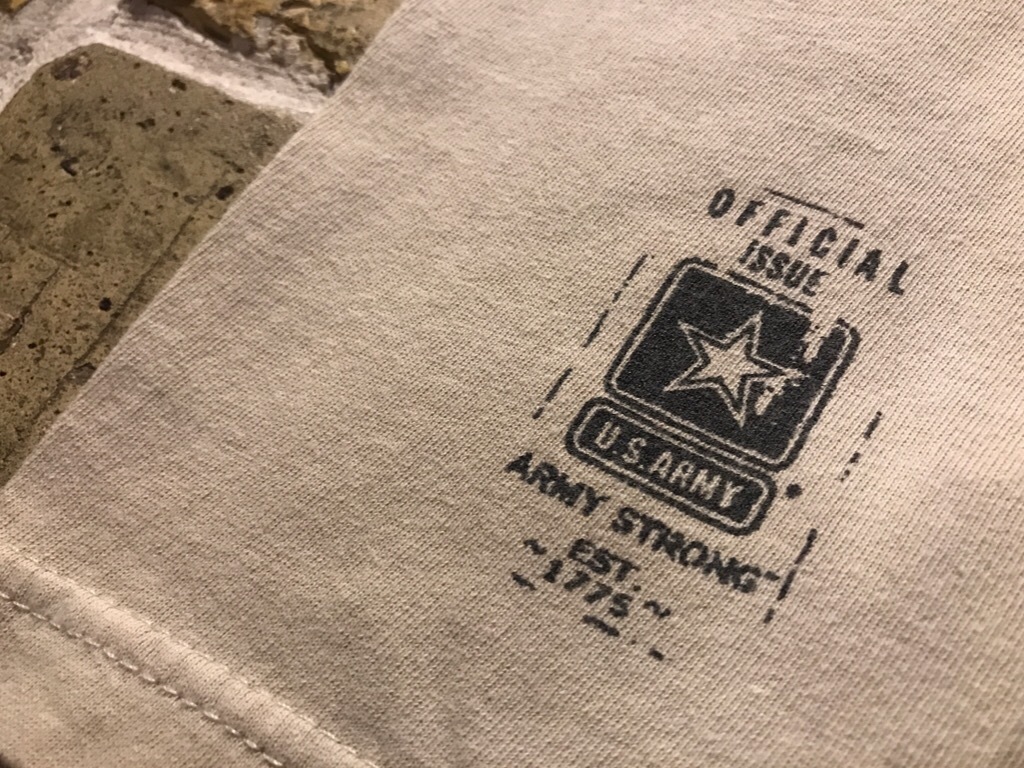 OFFICIAL
ISSUE
U.S. ARMY
ARMY STRONG™
EST.
~ 1775 ~